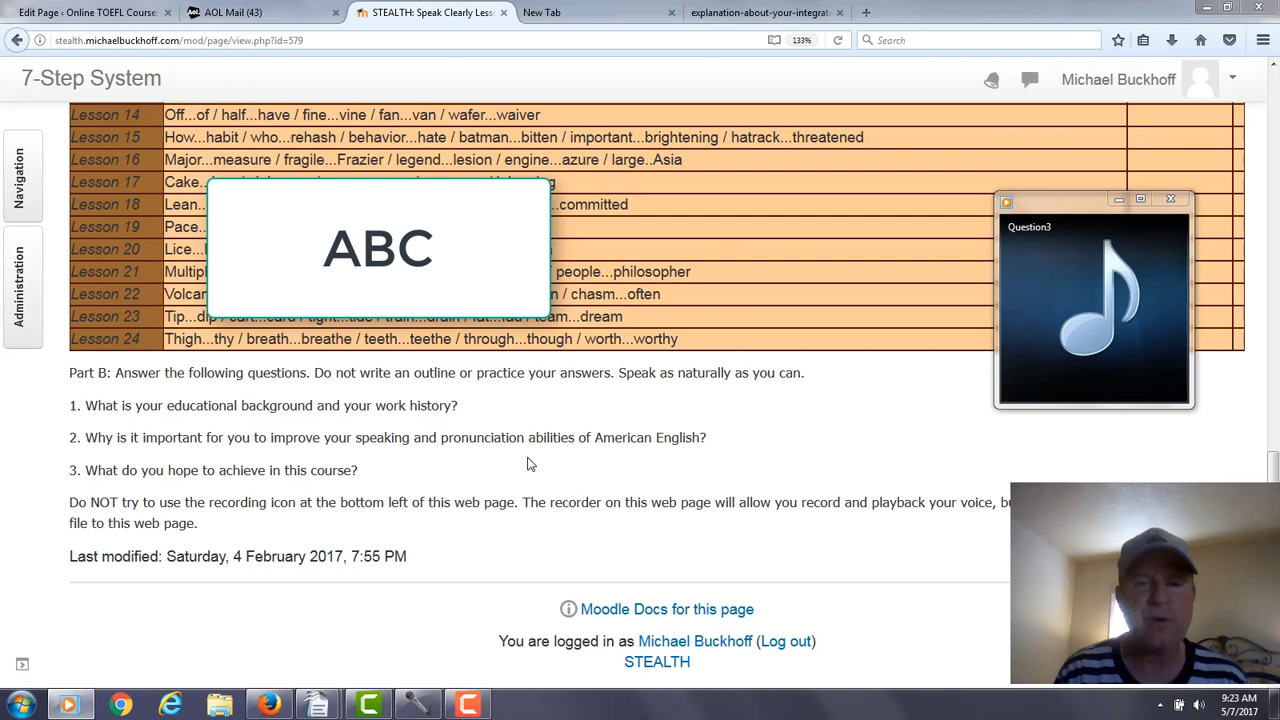 Edit Page ‹ Online TOEFL Course
AOL Mail (43)
STEALTH: Speak Clearly Less
New Tab
explanation-about-your-integrat
stealth.michaelbuckhoff.com/mod/page/view.php?id=579
133%
Search
7-Step System
Michael Buckhoff
Navigation
Administration
Lesson 14 Off...of / half...have / fine...vine / fan...van / wafer...waiver
Lesson 15 How...habit / who...rehash / behavior...hate / batman...bitten / important...brightening / hatrack...threatened
Lesson 16 Major...measure / fragile...Frazier / legend...lesion / engine...azure / large..Asia
Lesson 17 Cake..
Lesson 18 Lean.. ..committed
Lesson 19 Pace..
Lesson 20 Lice..
Lesson 21 Multipl / people...philosopher
Lesson 22 Volcan / chasm...often
Lesson 23 Tip...dip / cart...card / tight...tide / train...drain / team...dream
Lesson 24 Thigh...thy / breath...breathe / teeth...teethe / through...though / worth...worthy
ABC
Question3
Part B: Answer the following questions. Do not write an outline or practice your answers. Speak as naturally as you can.
1. What is your educational background and your work history?
2. Why is it important for you to improve your speaking and pronunciation abilities of American English?
3. What do you hope to achieve in this course?
Do NOT try to use the recording icon at the bottom left of this web page. The recorder on this web page will allow you record and playback your voice, bu
file to this web page.
Last modified: Saturday, 4 February 2017, 7:55 PM
Moodle Docs for this page
You are logged in as Michael Buckhoff (Log out)
STEALTH
9:23 AM
5/7/2017